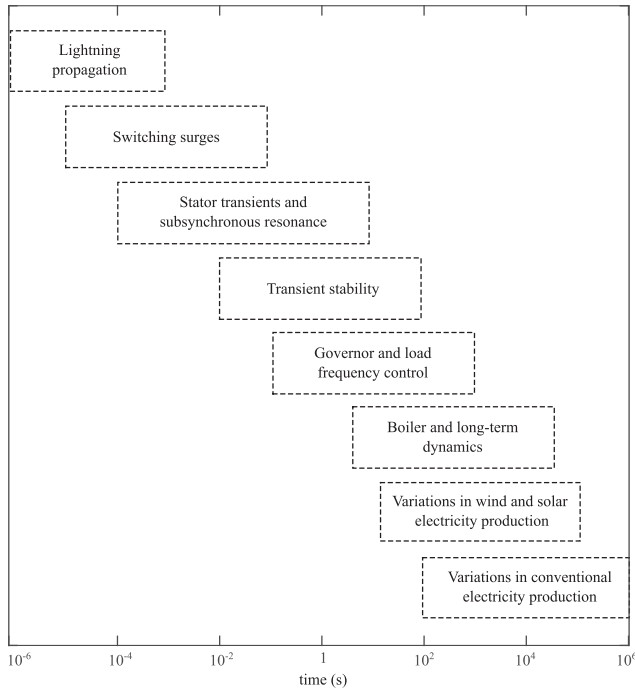 Lightning
propagation
Switching surges
Stator transients and
subsynchronous resonance
Transient stability
Governor and load
frequency control
Boiler and long-term
dynamics
Variations in wind and solar
electricity production
Variations in conventional
electricity production
10⁻⁶ 10⁻⁴ 10⁻² 1 10² 10⁴ 10⁶
time (s)